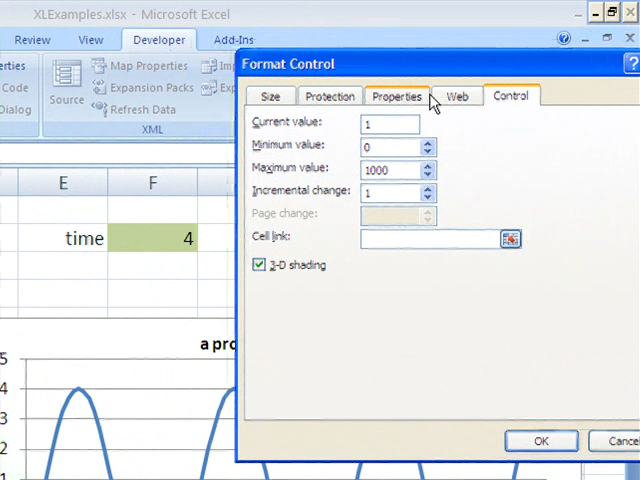 XLExamples.xlsx - Microsoft Excel
Review View Developer Add-Ins
Code
Dialog
Source
Map Properties
Expansion Packs
Refresh Data
XML
E F
time 4
5
4
3
2
1
Format Control
?
Size Protection Properties Web Control
Current value: 1
Minimum value: 0
Maximum value: 1000
Incremental change: 1
Page change:
Cell link:
3-D shading
OK Cance